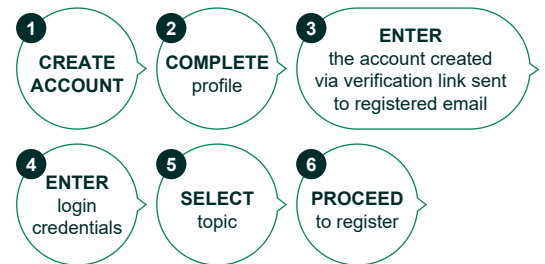 1
CREATE
ACCOUNT
2
COMPLETE
profile
3
ENTER
the account created
via verification link sent
to registered email
4
ENTER
login
credentials
5
SELECT
topic
6
PROCEED
to register